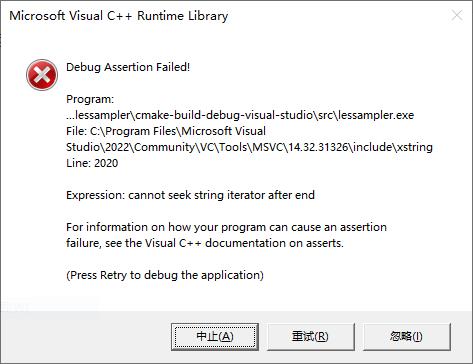 Microsoft Visual C++ Runtime Library
Debug Assertion Failed!
Program:
...lessampler\cmake-build-debug-visual-studio\src\lessampler.exe
File: C:\Program Files\Microsoft Visual
Studio\2022\Community\VC\Tools\MSVC\14.32.31326\include\xstring
Line: 2020
Expression: cannot seek string iterator after end
For information on how your program can cause an assertion
failure, see the Visual C++ documentation on asserts.
(Press Retry to debug the application)
中止(A)
重试(R)
忽略(I)